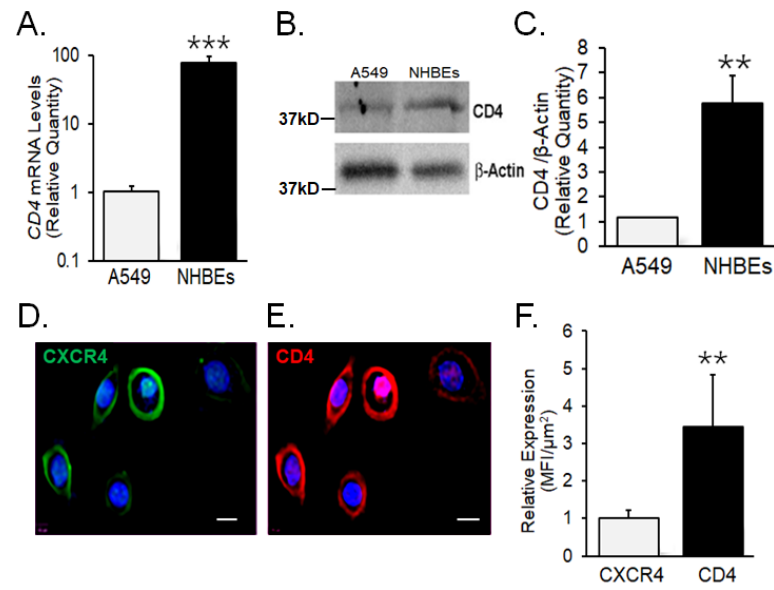 A.
CD4 mRNA Levels
(Relative Quantity)
100
10
1
0.1
***
A549
NHBEs
B.
A549 NHBEs
37kD
CD4
37kD
β-Actin
C.
CD4 /β-Actin
(Relative Quantity)
8
7
6
5
4
3
2
1
0
**
A549
NHBEs
D.
CXCR4
E.
CD4
F.
Relative Expression
(MFI/µm²)
6
5
4
3
2
1
0
**
CXCR4
CD4